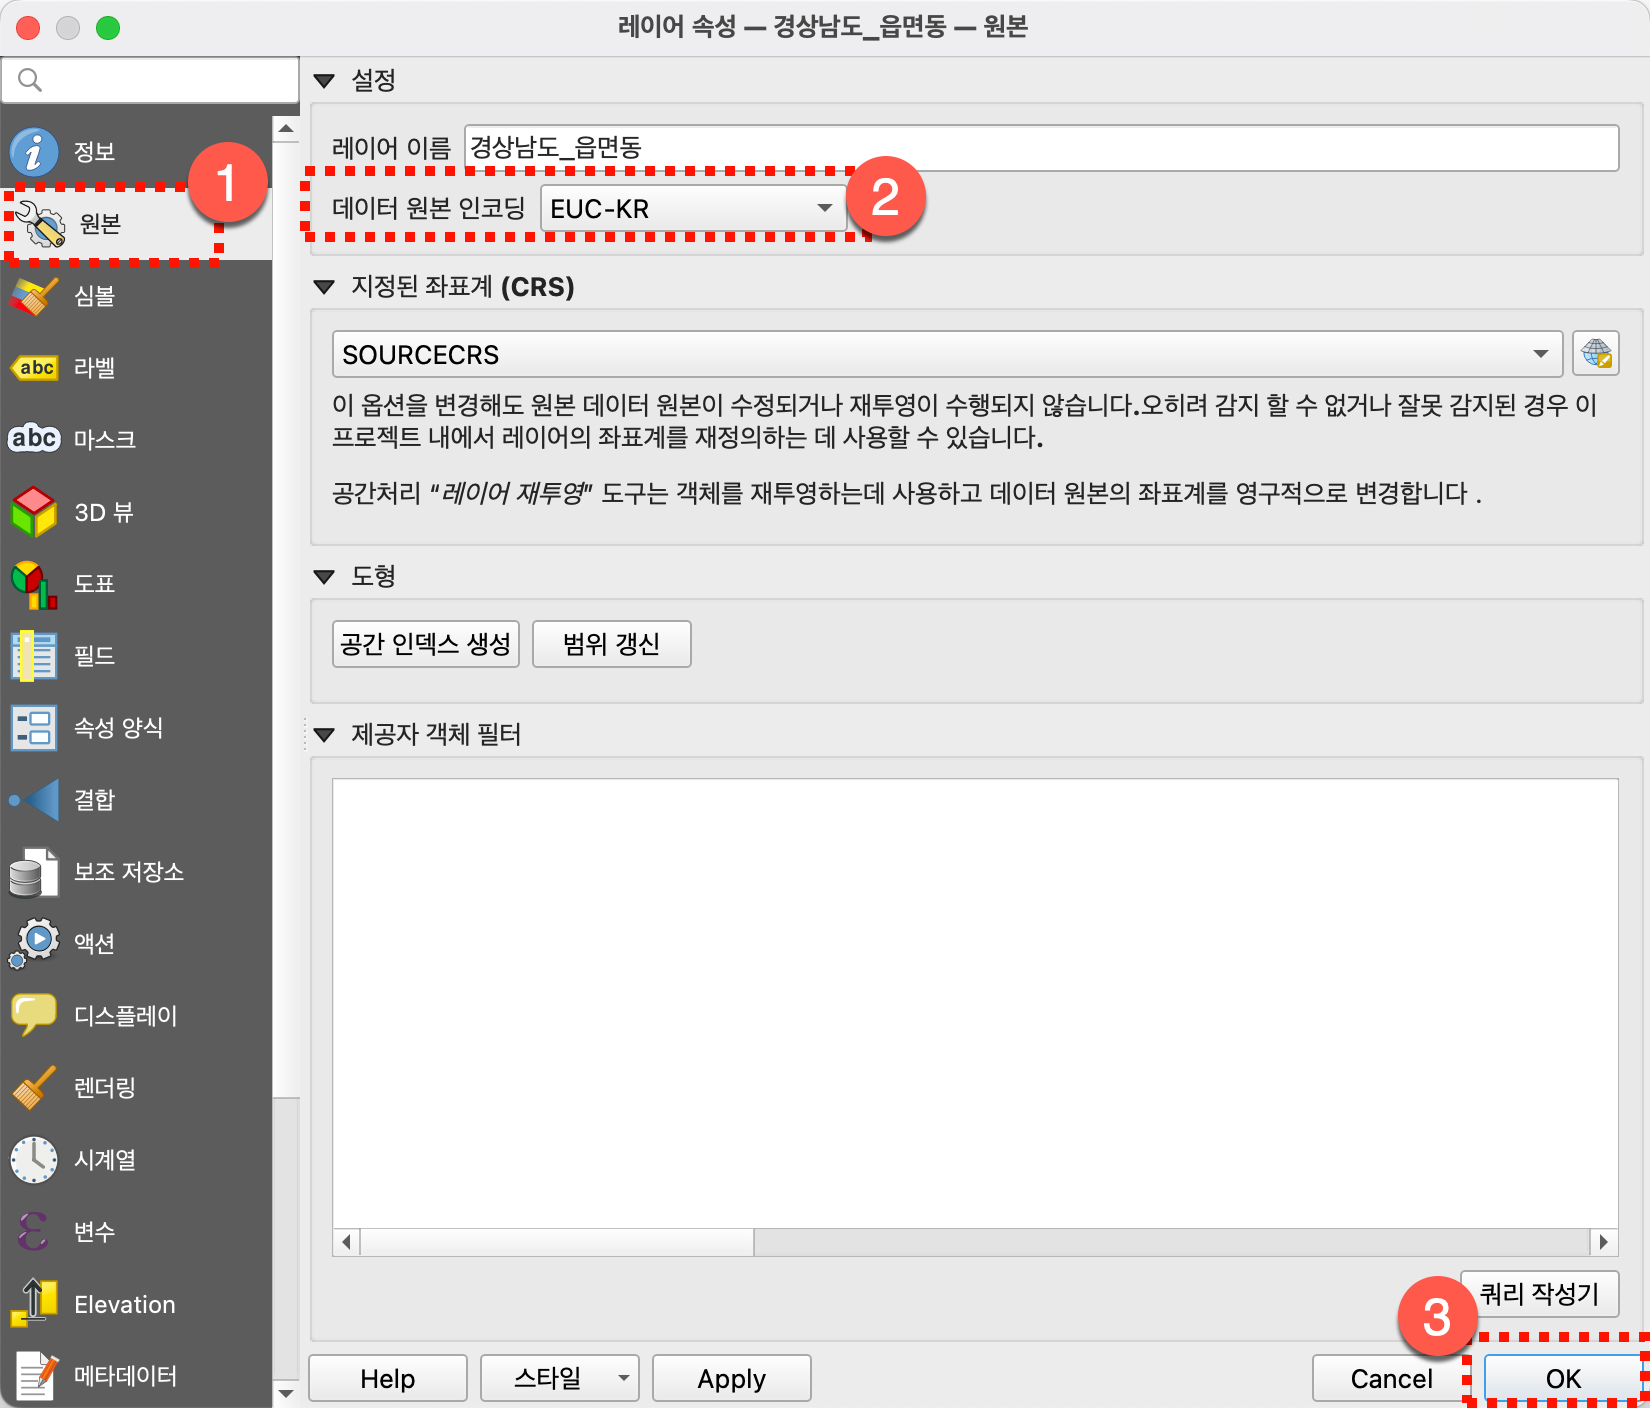 레이어 속성 — 경상남도_읍면동 — 원본
정보
원본
심볼
abc 라벨
abc 마스크
3D 뷰
도표
필드
속성 양식
결합
보조 저장소
액션
디스플레이
렌더링
시계열
ε 변수
Elevation
메타데이터
1
설정
레이어 이름 경상남도_읍면동
데이터 원본 인코딩 EUC-KR
2
지정된 좌표계 (CRS)
SOURCECRS
이 옵션을 변경해도 원본 데이터 원본이 수정되거나 재투영이 수행되지 않습니다.오히려 감지 할 수 없거나 잘못 감지된 경우 이
프로젝트 내에서 레이어의 좌표계를 재정의하는 데 사용할 수 있습니다.
공간처리 "레이어 재투영" 도구는 객체를 재투영하는데 사용하고 데이터 원본의 좌표계를 영구적으로 변경합니다 .
도형
공간 인덱스 생성 범위 갱신
제공자 객체 필터
쿼리 작성기
3
Help 스타일 Apply Cancel OK